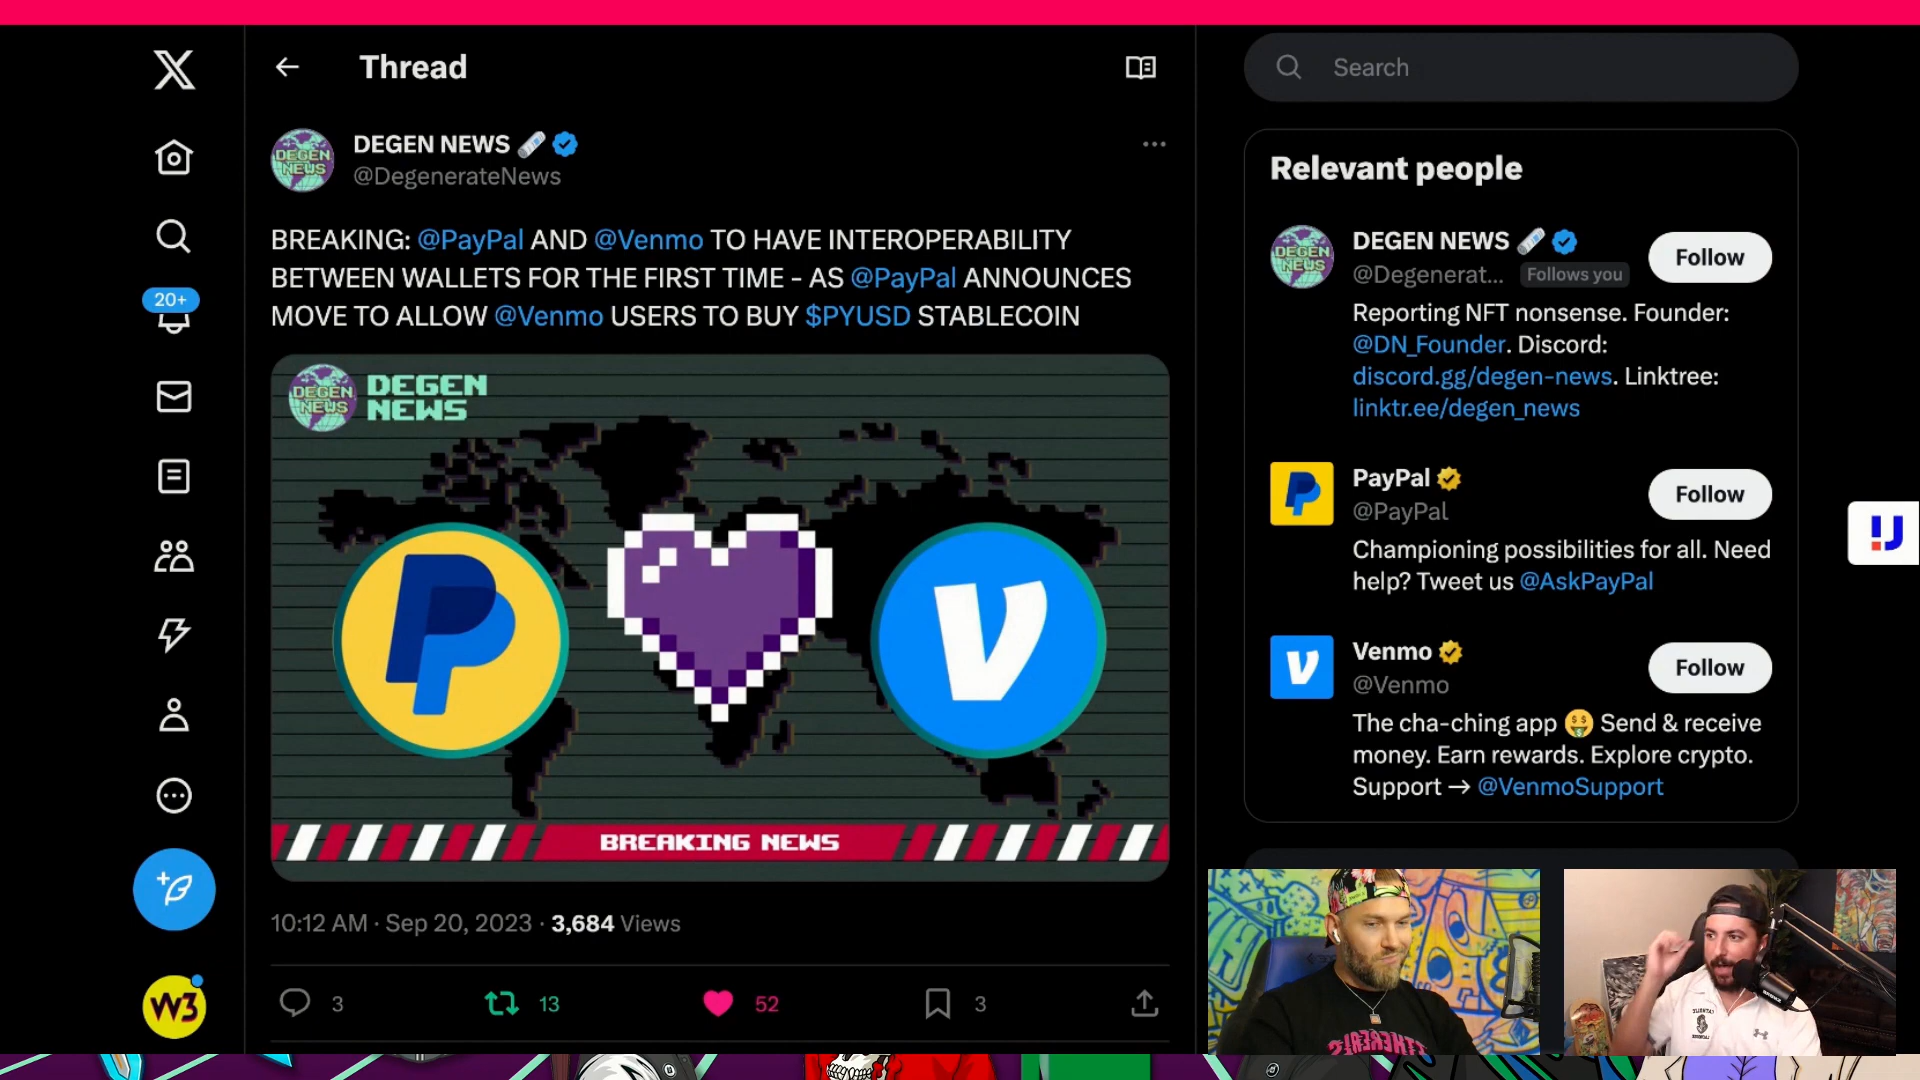 Thread
Search
DEGEN NEWS
@DegenerateNews
BREAKING: @PayPal AND @Venmo TO HAVE INTEROPERABILITY
BETWEEN WALLETS FOR THE FIRST TIME - AS @PayPal ANNOUNCES
MOVE TO ALLOW @Venmo USERS TO BUY $PYUSD STABLECOIN
DEGEN
NEWS
DEGEN
NEWS
BREAKING NEWS
10:12 AM · Sep 20, 2023 · 3,684 Views
3
13
52
3
20+
W3
Relevant people
DEGEN NEWS
@Degenerat... Follows you
Follow
Reporting NFT nonsense. Founder:
@DN_Founder. Discord:
discord.gg/degen-news. Linktree:
linktr.ee/degen_news
PayPal
@PayPal
Follow
Championing possibilities for all. Need
help? Tweet us @AskPayPal
Venmo
@Venmo
Follow
The cha-ching app 🤑 Send & receive
money. Earn rewards. Explore crypto.
Support → @VenmoSupport